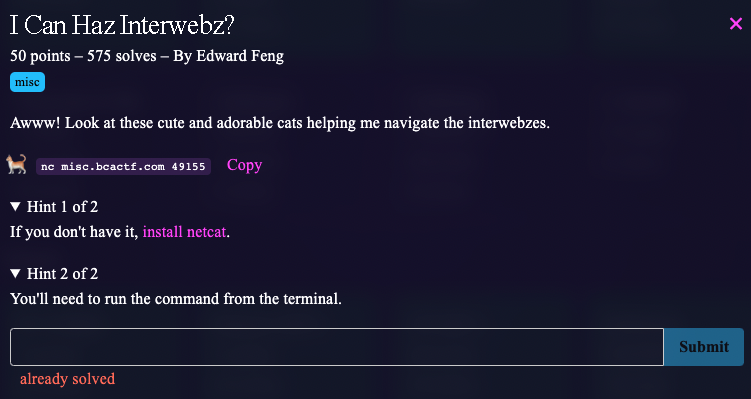 I Can Haz Interwebz?
50 points – 575 solves – By Edward Feng
misc
Awww! Look at these cute and adorable cats helping me navigate the interwebzes.
nc misc.bcactf.com 49155 Copy
▼ Hint 1 of 2
If you don't have it, install netcat.
▼ Hint 2 of 2
You'll need to run the command from the terminal.
Submit
already solved